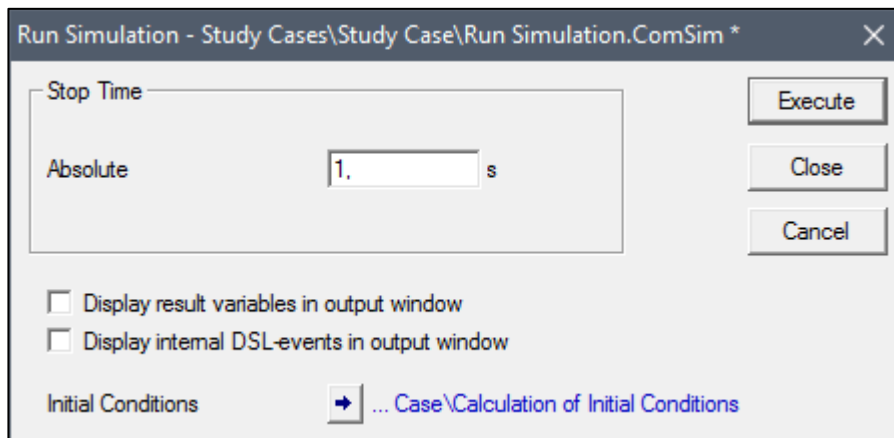 Run Simulation - Study Cases\Study Case\Run Simulation.ComSim *
Stop Time
Execute
Absolute 1, s
Close
Cancel
Display result variables in output window
Display internal DSL-events in output window
Initial Conditions ... Case\Calculation of Initial Conditions